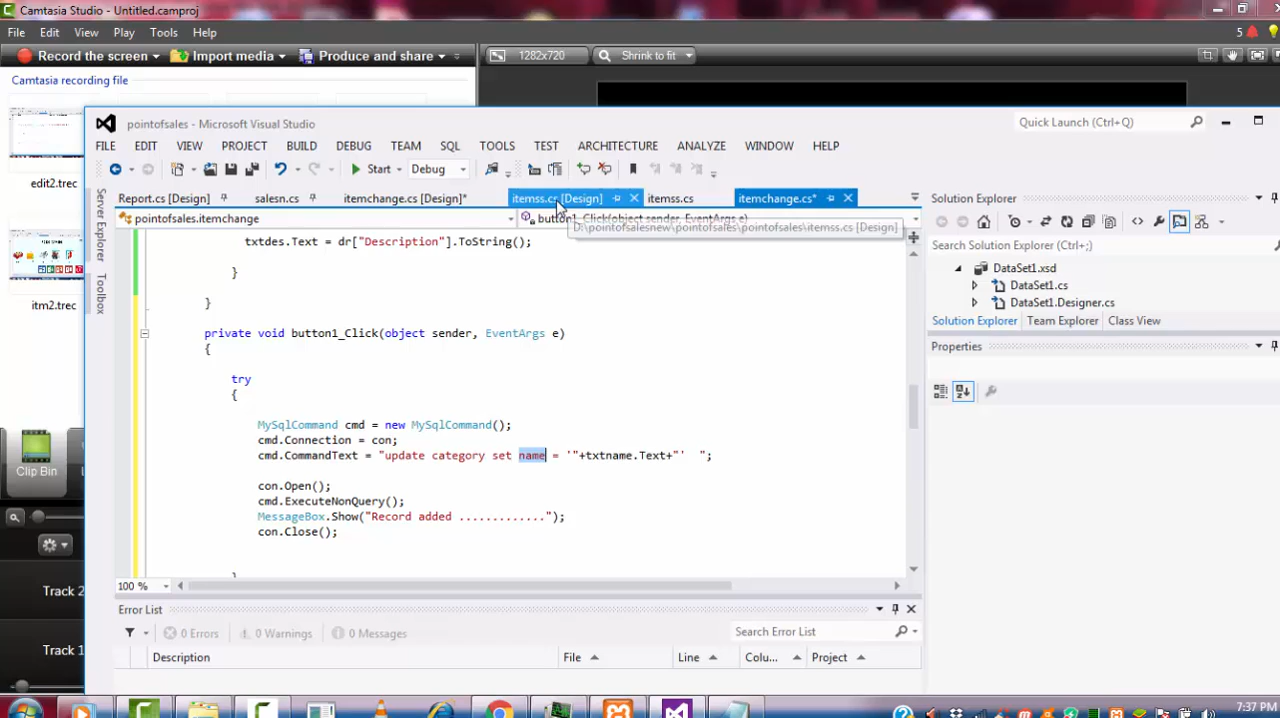 Camtasia Studio - Untitled.camproj
File Edit View Play Tools Help
5
Record the screen Import media Produce and share 1282x720 Shrink to fit
Camtasia recording file
edit2.trec
itm2.trec
Clip Bin
Track 2
Track 1
pointofsales - Microsoft Visual Studio
Quick Launch (Ctrl+Q)
FILE EDIT VIEW PROJECT BUILD DEBUG TEAM SQL TOOLS TEST ARCHITECTURE ANALYZE WINDOW HELP
Start Debug
Report.cs [Design] salesn.cs itemchange.cs [Design]* itemss.cs [Design] itemss.cs itemchange.cs*
pointofsales.itemchange button1_Click(object sender, EventArgs e)
D:\pointofsalesnew\pointofsales\pointofsales\itemss.cs [Design]
Server Explorer
Toolbox
txtdes.Text = dr["Description"].ToString();
}
}
private void button1_Click(object sender, EventArgs e)
{
try
{
MySqlCommand cmd = new MySqlCommand();
cmd.Connection = con;
cmd.CommandText = "update category set name = '"+txtname.Text+"' ";
con.Open();
cmd.ExecuteNonQuery();
MessageBox.Show("Record added .............");
con.Close();
}
100 %
Error List
0 Errors 0 Warnings 0 Messages
Search Error List
Description File Line Colu... Project
Solution Explorer
Search Solution Explorer (Ctrl+;)
DataSet1.xsd
DataSet1.cs
DataSet1.Designer.cs
Solution Explorer Team Explorer Class View
Properties
7:37 PM